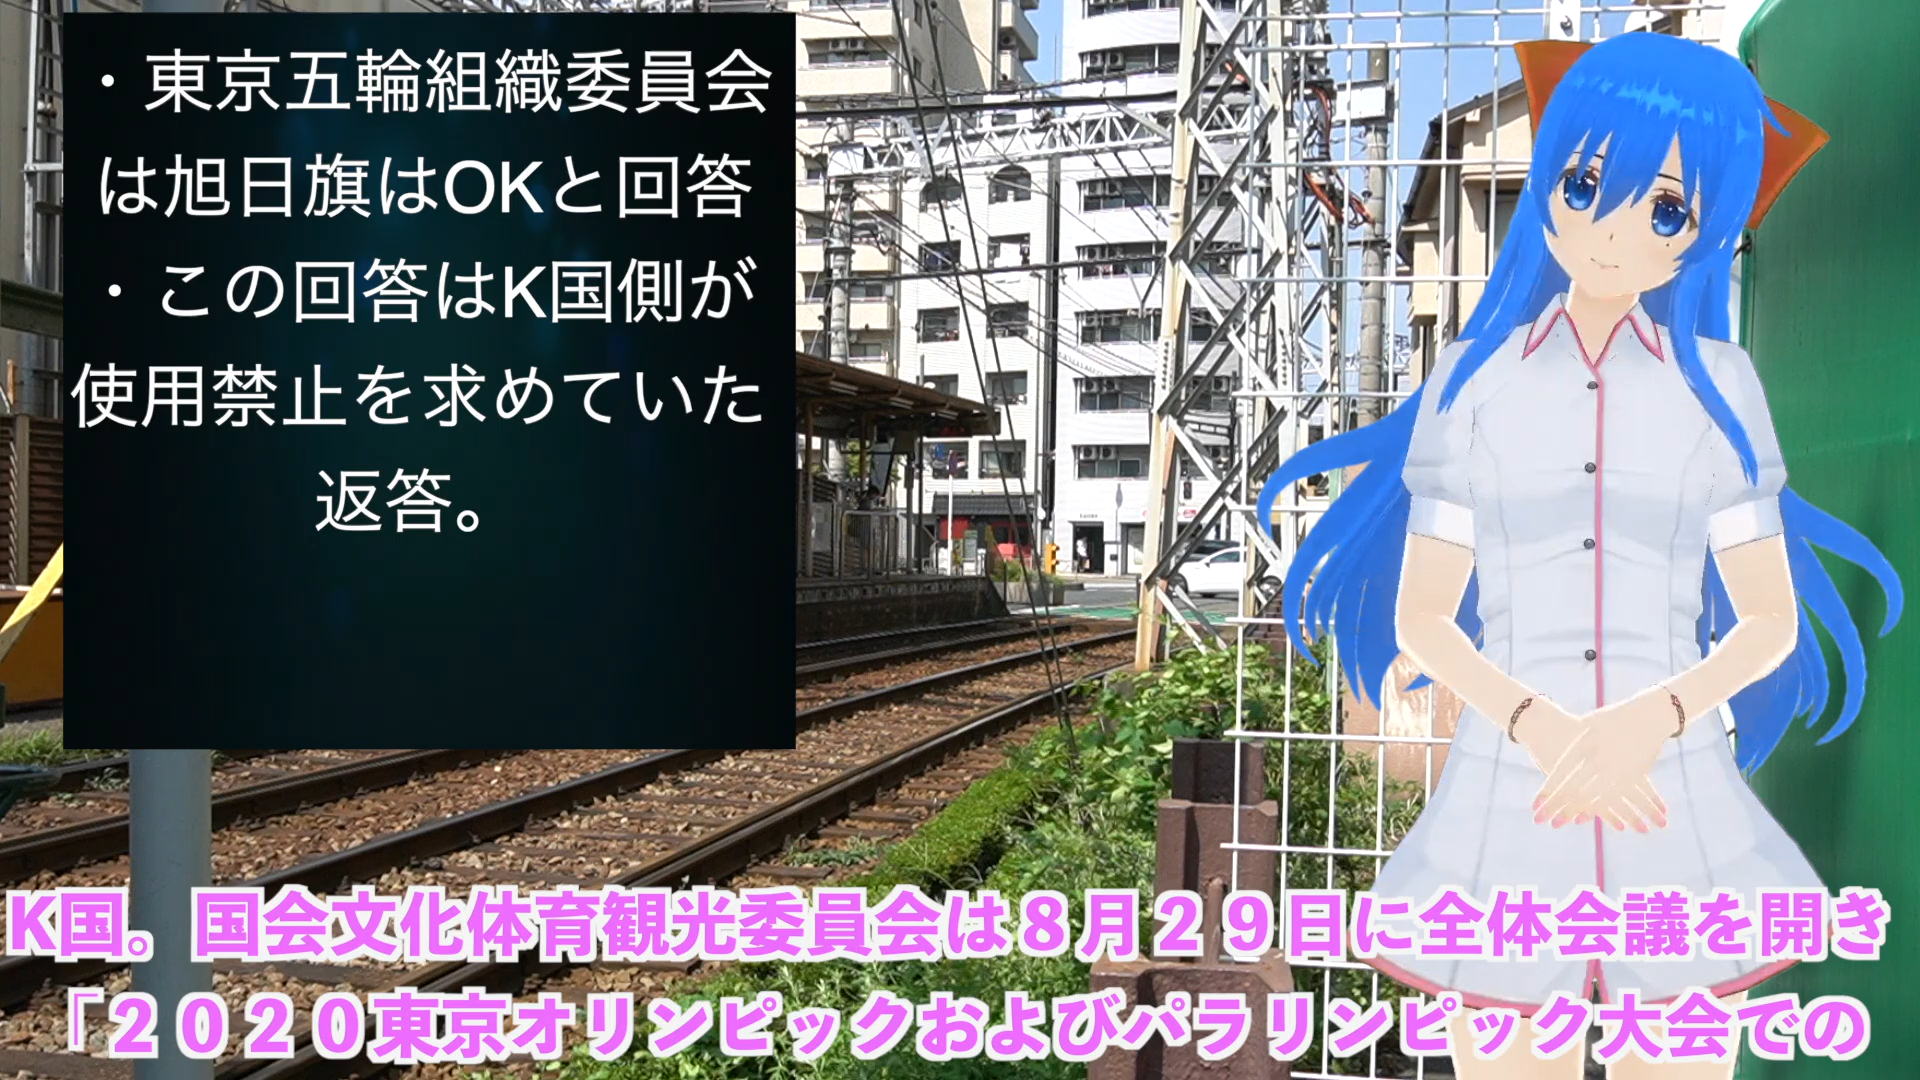 ・東京五輪組織委員会
は旭日旗はOKと回答
・この回答はK国側が
使用禁止を求めていた
返答。
K国。国会文化体育観光委員会は８月２９日に全体会議を開き
「２０２０東京オリンピックおよびパラリンピック大会での